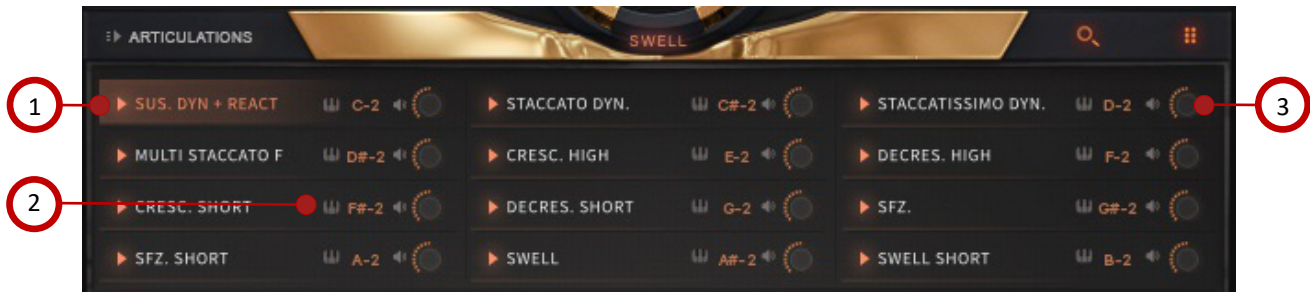 ARTICULATIONS
SWELL
1 SUS. DYN + REACT C-2 STACCATO DYN. C#-2 STACCATISSIMO DYN. D-2 3
MULTI STACCATO F D#-2 CRESC. HIGH E-2 DECRES. HIGH F-2
2 CRESC. SHORT F#-2 DECRES. SHORT G-2 SFZ. G#-2
SFZ. SHORT A-2 SWELL A#-2 SWELL SHORT B-2